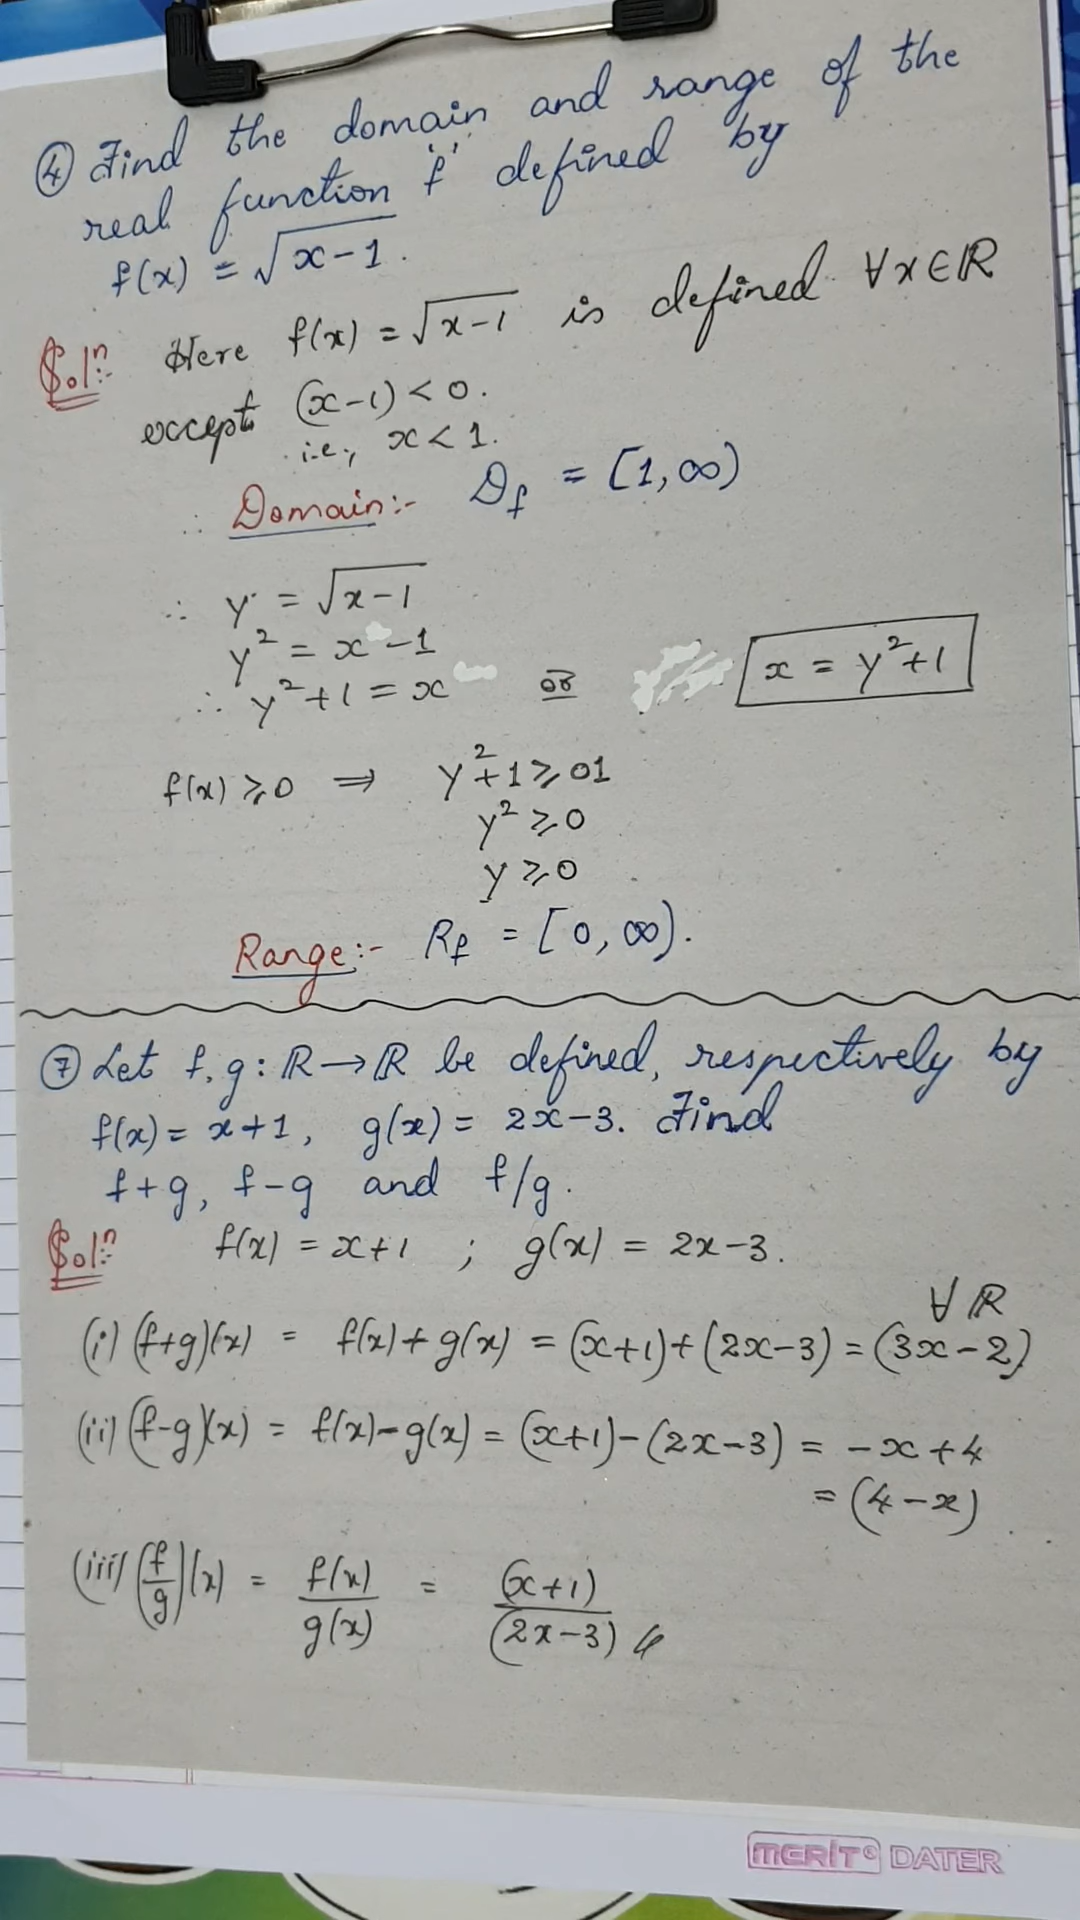 ④ Find the domain and range of the
real function 'f' defined by
f(x) = √(x-1).
Solⁿ:- Here f(x) = √(x-1) is defined ∀x∈ℝ
except (x-1) < 0.
i.e., x < 1.
∴ Domain:- D_f = [1, ∞)
∴ y = √(x-1)
y² = x - 1
∴ y² + 1 = x or x = y² + 1
f(x) ≥ 0 ⇒ y² + 1 ≥ 01
y² ≥ 0
y ≥ 0
Range:- R_f = [0, ∞).
⑦ Let f, g : ℝ → ℝ be defined, respectively by
f(x) = x+1, g(x) = 2x-3. Find
f+g, f-g and f/g.
Solⁿ:- f(x) = x+1 ; g(x) = 2x-3.
∀ ℝ
(i) (f+g)(x) = f(x) + g(x) = (x+1) + (2x-3) = (3x-2)
(ii) (f-g)(x) = f(x) - g(x) = (x+1) - (2x-3) = -x+4
= (4-x)
(iii) (f/g)(x) = f(x)/g(x) = (x+1)/(2x-3)
merit® DATER